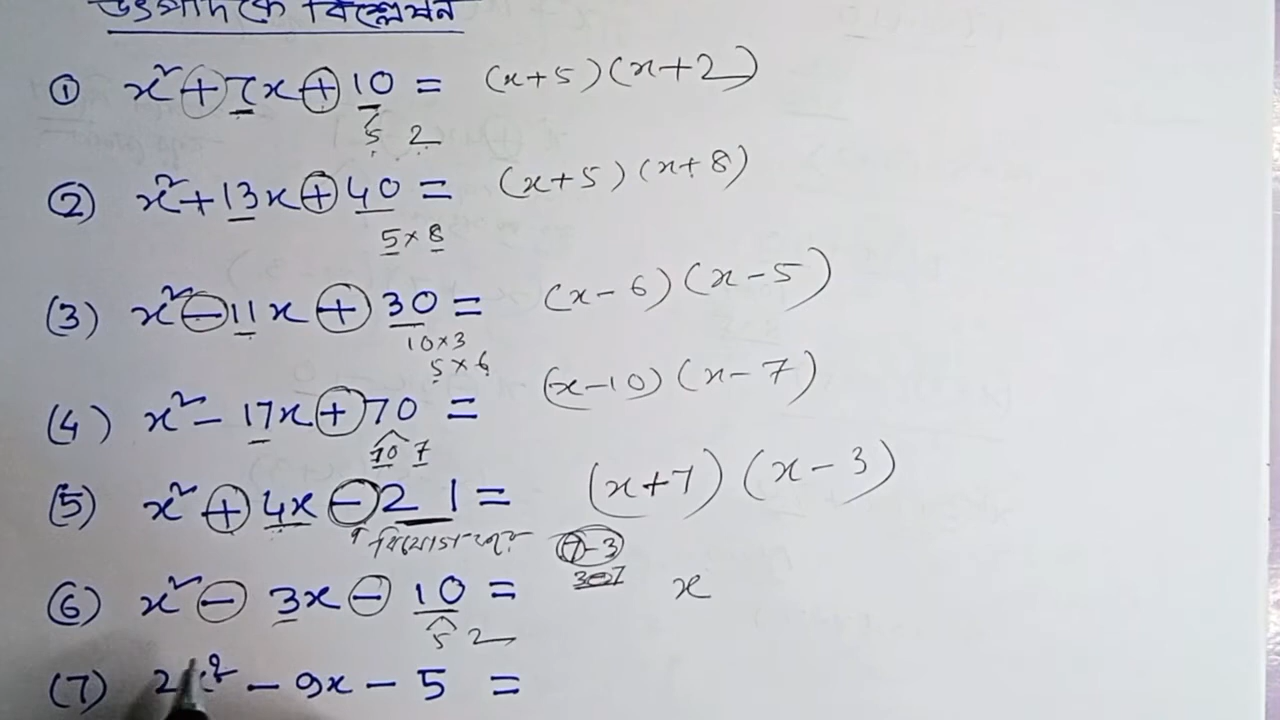 উৎপাদকে বিশ্লেষন
① x² + 7x + 10 = (x+5)(x+2)
5 2
② x² + 13x + 40 = (x+5)(x+8)
5 × 8
(3) x² - 11x + 30 = (x-6)(x-5)
10×3
5×6
(4) x² - 17x + 70 = (x-10)(x-7)
10 7
(5) x² + 4x - 21 = (x+7)(x-3)
7-3
⑥ x² - 3x - 10 = x
5 2
(7) 2x² - 9x - 5 =